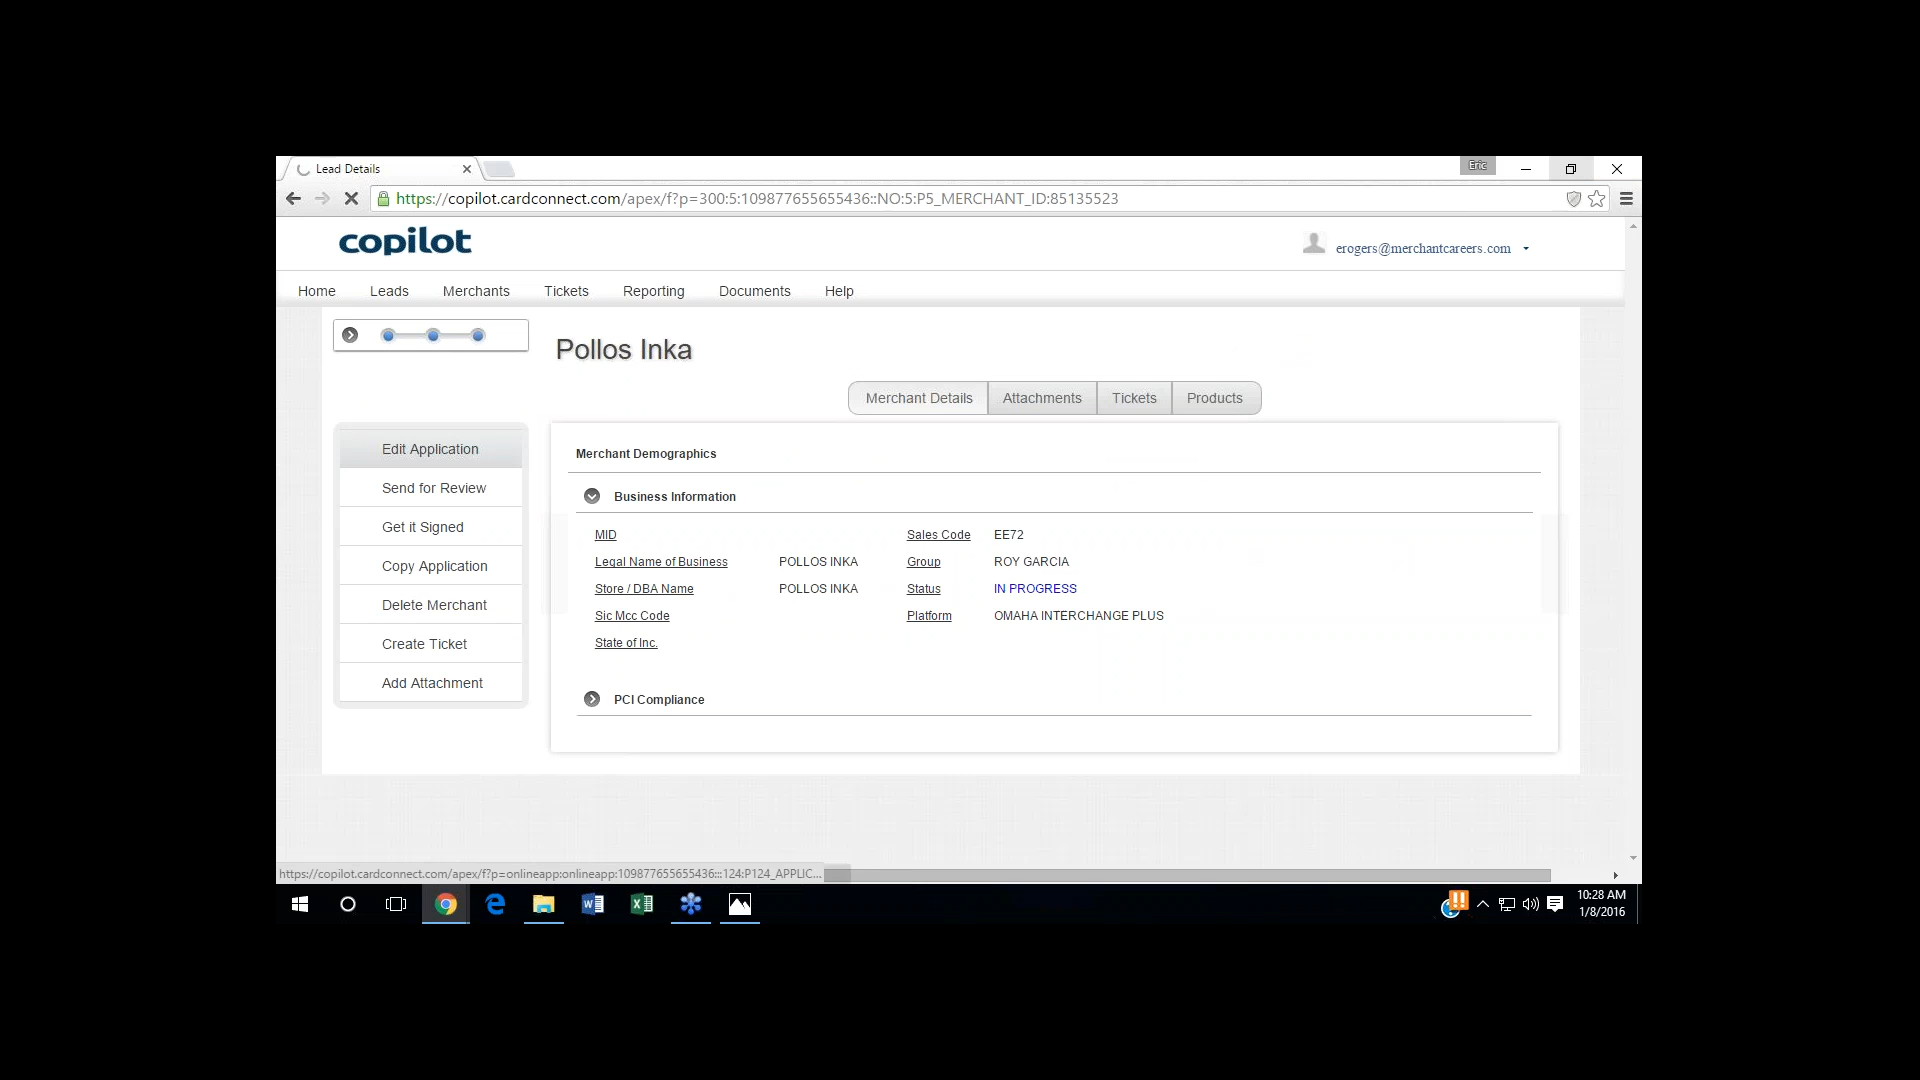 Lead Details
Eric
https://copilot.cardconnect.com/apex/f?p=300:5:109877655655436::NO:5:P5_MERCHANT_ID:85135523
copilot
erogers@merchantcareers.com
Home Leads Merchants Tickets Reporting Documents Help
Pollos Inka
Merchant Details Attachments Tickets Products
Edit Application
Send for Review
Get it Signed
Copy Application
Delete Merchant
Create Ticket
Add Attachment
Merchant Demographics
Business Information
MID Sales Code EE72
Legal Name of Business POLLOS INKA Group ROY GARCIA
Store / DBA Name POLLOS INKA Status IN PROGRESS
Sic Mcc Code Platform OMAHA INTERCHANGE PLUS
State of Inc.
PCI Compliance
https://copilot.cardconnect.com/apex/f?p=onlineapp:onlineapp:109877655655436:::124:P124_APPLIC...
10:28 AM
1/8/2016